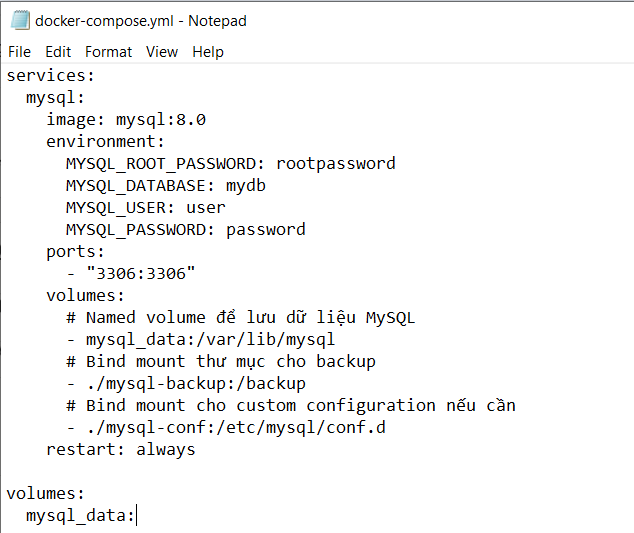 docker-compose.yml - Notepad
File Edit Format View Help
services:
  mysql:
    image: mysql:8.0
    environment:
      MYSQL_ROOT_PASSWORD: rootpassword
      MYSQL_DATABASE: mydb
      MYSQL_USER: user
      MYSQL_PASSWORD: password
    ports:
      - "3306:3306"
    volumes:
      # Named volume để lưu dữ liệu MySQL
      - mysql_data:/var/lib/mysql
      # Bind mount thư mục cho backup
      - ./mysql-backup:/backup
      # Bind mount cho custom configuration nếu cần
      - ./mysql-conf:/etc/mysql/conf.d
    restart: always

volumes:
  mysql_data: